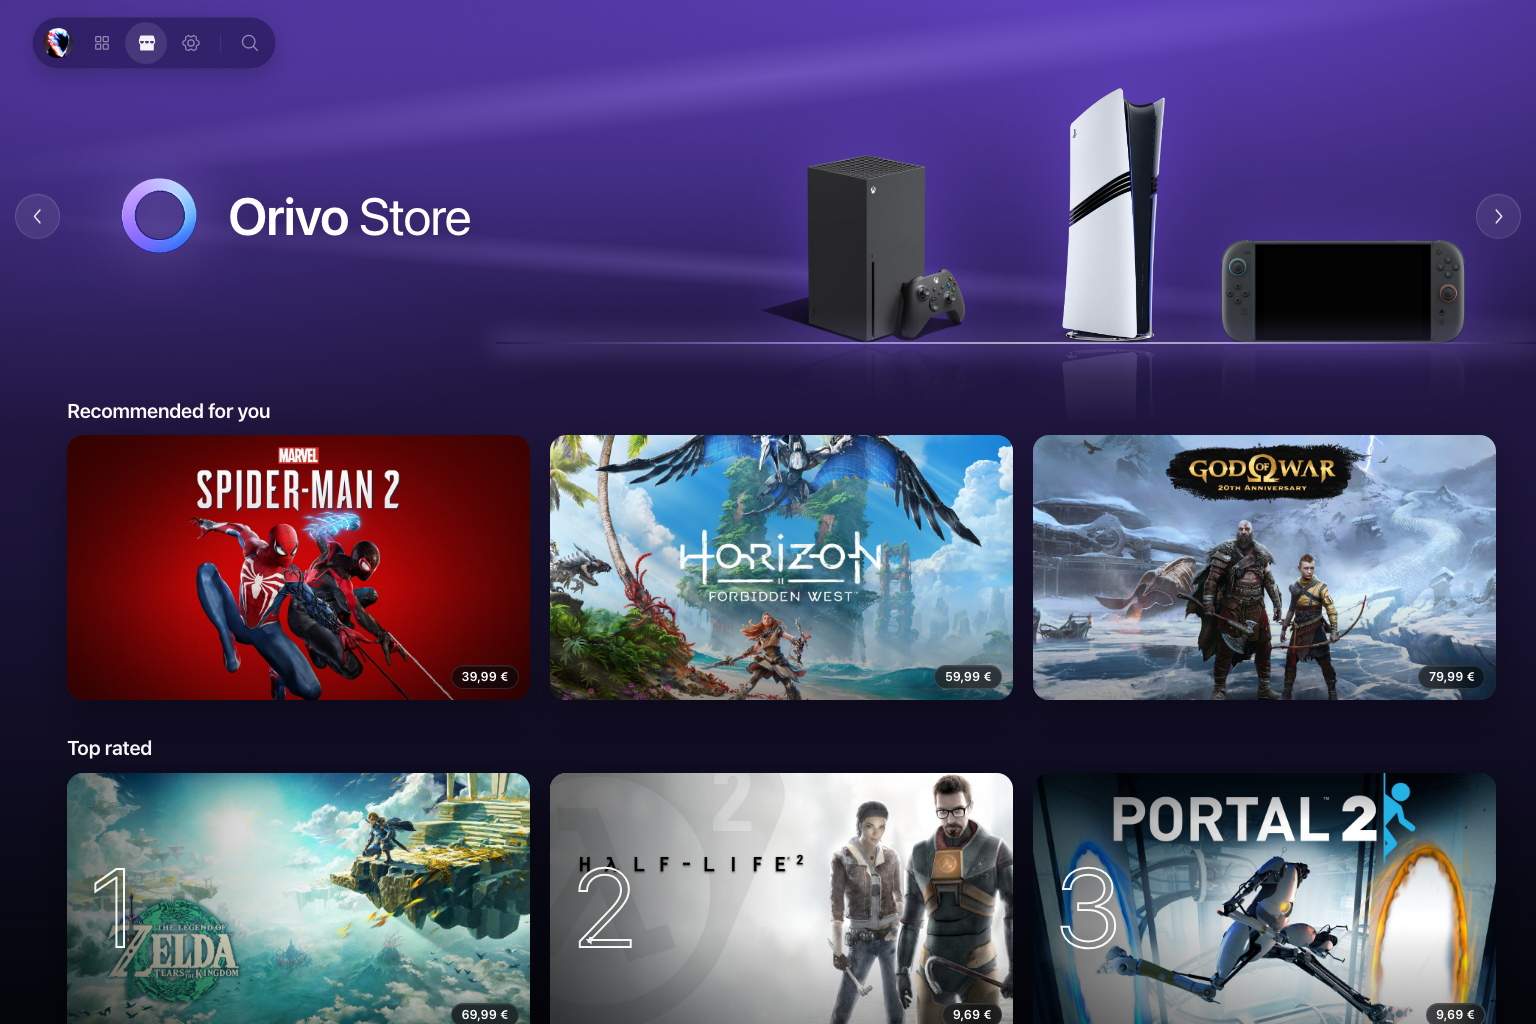 Orivo Store
Recommended for you
MARVEL
SPIDER-MAN 2
39,99 €
HORIZON
FORBIDDEN WEST
59,99 €
GOD OF WAR
20TH ANNIVERSARY
79,99 €
Top rated
1
THE LEGEND OF
ZELDA
TEARS OF THE KINGDOM
69,99 €
2
HALF-LIFE² 
2
9,69 €
PORTAL™ 2
3
9,69 €